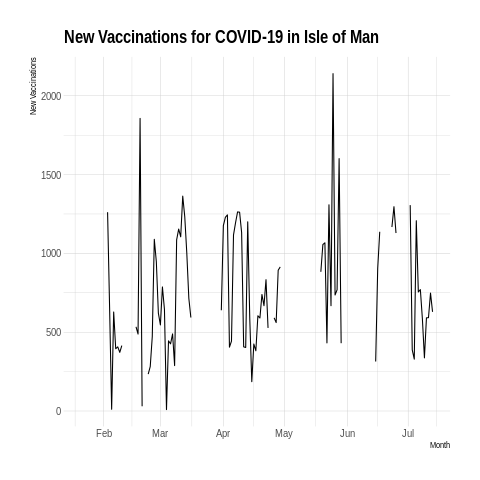 New Vaccinations for COVID-19 in Isle of Man
New Vaccinations
2000
1500
1000
500
0
Feb Mar Apr May Jun Jul
Month